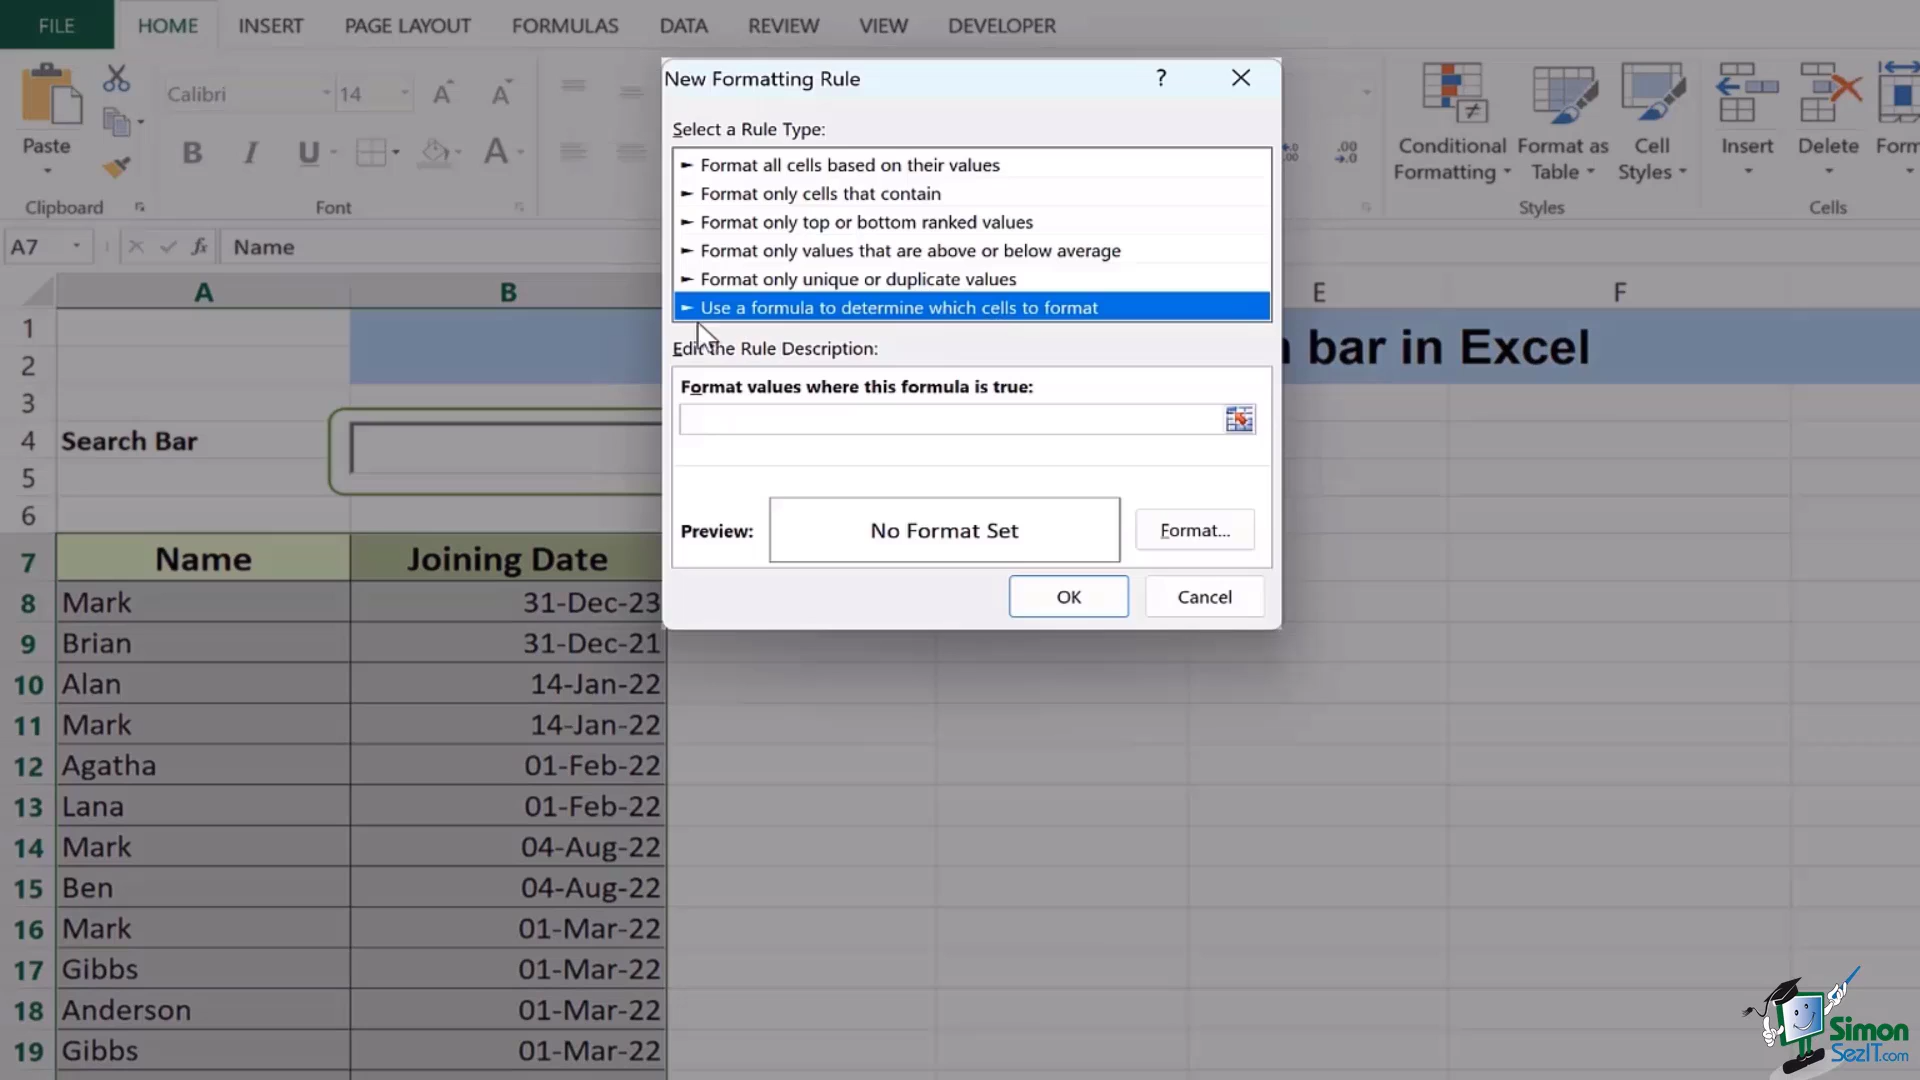 FILE HOME INSERT PAGE LAYOUT FORMULAS DATA REVIEW VIEW DEVELOPER
New Formatting Rule ? 
Select a Rule Type:
Format all cells based on their values
Format only cells that contain
Format only top or bottom ranked values
Format only values that are above or below average
Format only unique or duplicate values
Use a formula to determine which cells to format
Edit the Rule Description:
Format values where this formula is true:
Preview: No Format Set Format...
OK Cancel
Calibri 14 A A
Paste B I U A
Clipboard Font
.00
.00 →.0
Conditional Formatting
Format as Table
Cell Styles
Insert Delete Form
Styles Cells
A7 fx Name
A B E F
1
2 bar in Excel
3
4 Search Bar
5
6
7 Name Joining Date
8 Mark 31-Dec-23
9 Brian 31-Dec-21
10 Alan 14-Jan-22
11 Mark 14-Jan-22
12 Agatha 01-Feb-22
13 Lana 01-Feb-22
14 Mark 04-Aug-22
15 Ben 04-Aug-22
16 Mark 01-Mar-22
17 Gibbs 01-Mar-22
18 Anderson 01-Mar-22
19 Gibbs 01-Mar-22
Simon
SezIT.com